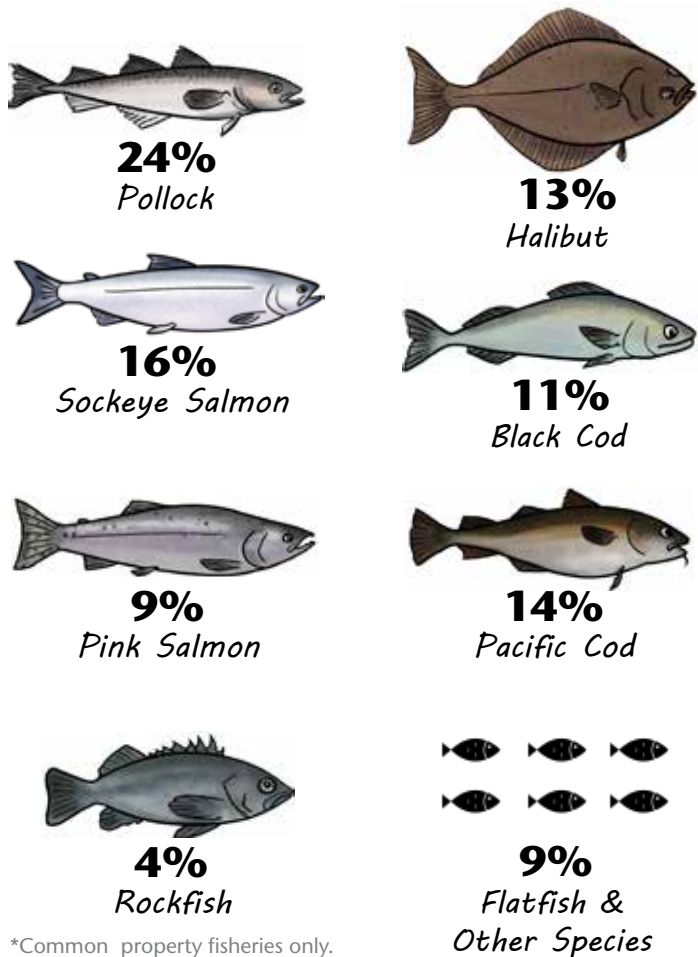 24%
Pollock
13%
Halibut
16%
Sockeye Salmon
11%
Black Cod
9%
Pink Salmon
14%
Pacific Cod
4%
Rockfish
9%
Flatfish &
Other Species
*Common property fisheries only.